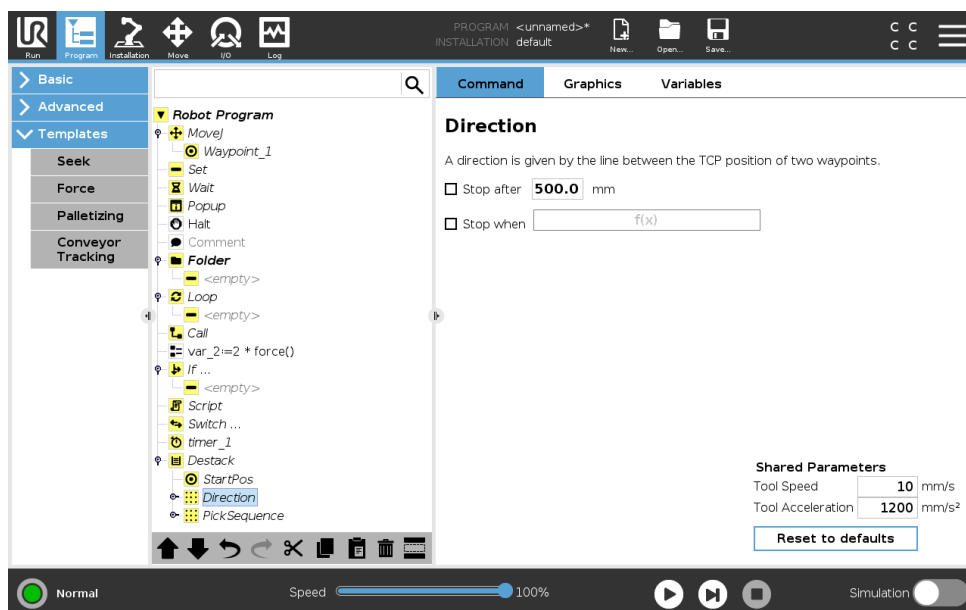 PROGRAM <unnamed>*
INSTALLATION default
UR
Run
Program
Installation
Move
I/O
Log
New...
Open...
Save...
C C
C C
Basic
Advanced
Templates
Seek
Force
Palletizing
Conveyor
Tracking
Robot Program
MoveJ
Waypoint_1
Set
Wait
Popup
Halt
Comment
Folder
<empty>
Loop
<empty>
Call
var_2:=2 * force()
If ...
<empty>
Script
Switch ...
timer_1
Destack
StartPos
Direction
PickSequence
Command Graphics Variables
Direction
A direction is given by the line between the TCP position of two waypoints.
Stop after 500.0 mm
Stop when f(x)
Shared Parameters
Tool Speed 10 mm/s
Tool Acceleration 1200 mm/s²
Reset to defaults
Normal
Speed 100%
Simulation